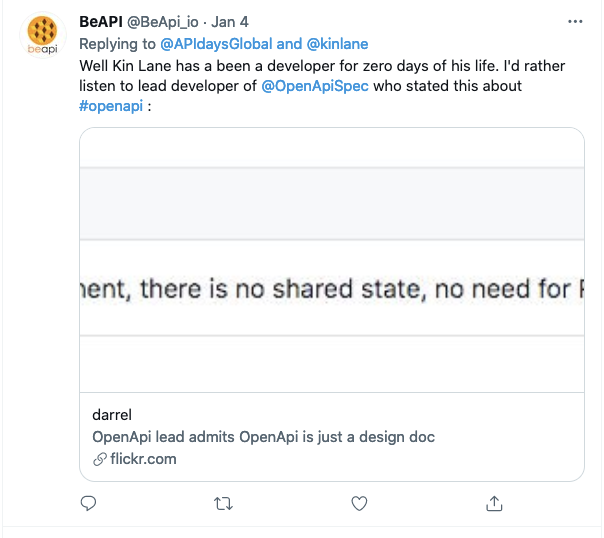 BeAPI @BeApi_io · Jan 4
beapi
Replying to @APIdaysGlobal and @kinlane
Well Kin Lane has a been a developer for zero days of his life. I'd rather
listen to lead developer of @OpenApiSpec who stated this about
#openapi :
ent, there is no shared state, no need for
darrel
OpenApi lead admits OpenApi is just a design doc
flickr.com